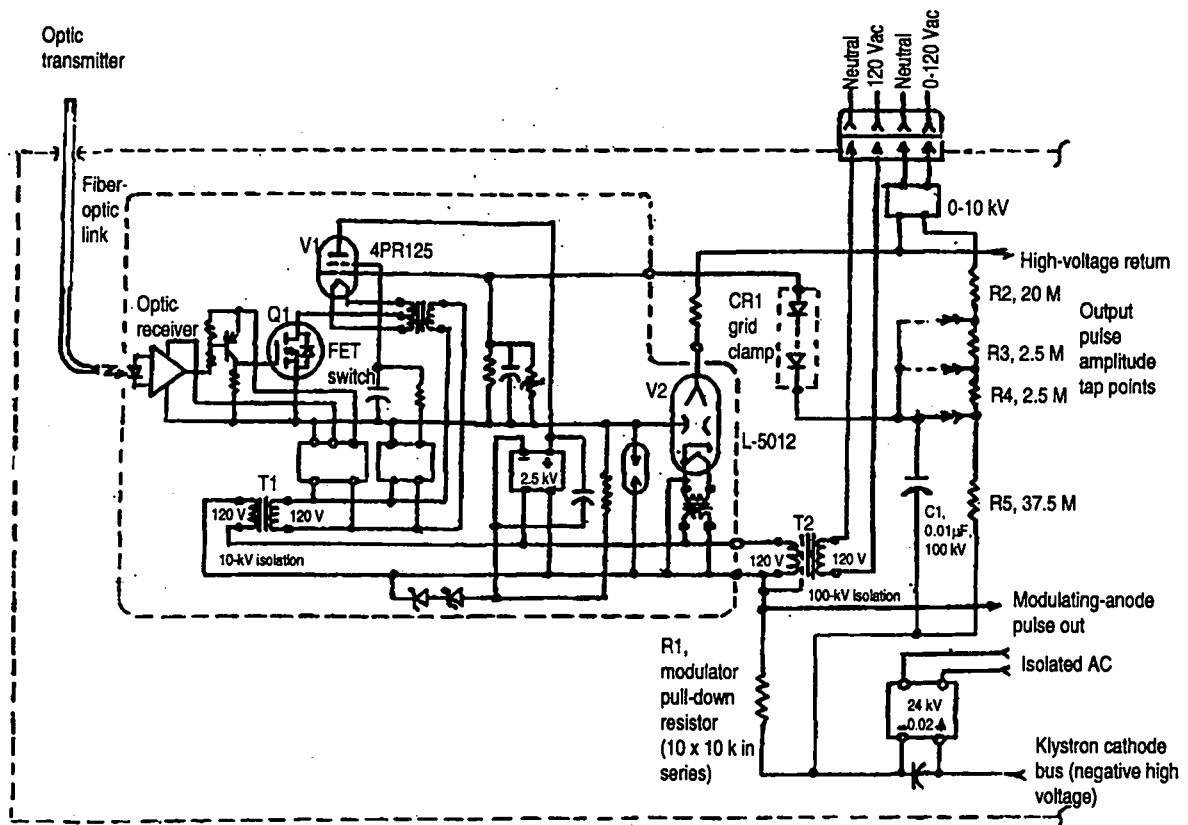 Optic
transmitter
Neutral
120 Vac
Neutral
0-120 Vac
Fiber-
optic
link
0-10 kV
V1
4PR125
High-voltage return
CR1
grid
clamp
R2, 20 M
Optic
receiver
Q1
FET
switch
Output
pulse
amplitude
tap points
R3, 2.5 M
R4, 2.5 M
V2
L-5012
2.5 kV
R5, 37.5 M
C1,
0.01µF,
100 kV
T1
120 V
120 V
10-kV isolation
T2
120 V
120 V
100-kV isolation
Modulating-anode
pulse out
Isolated AC
R1,
modulator
pull-down
resistor
(10 x 10 k in
series)
24 kV
0.02 A
Klystron cathode
bus (negative high
voltage)